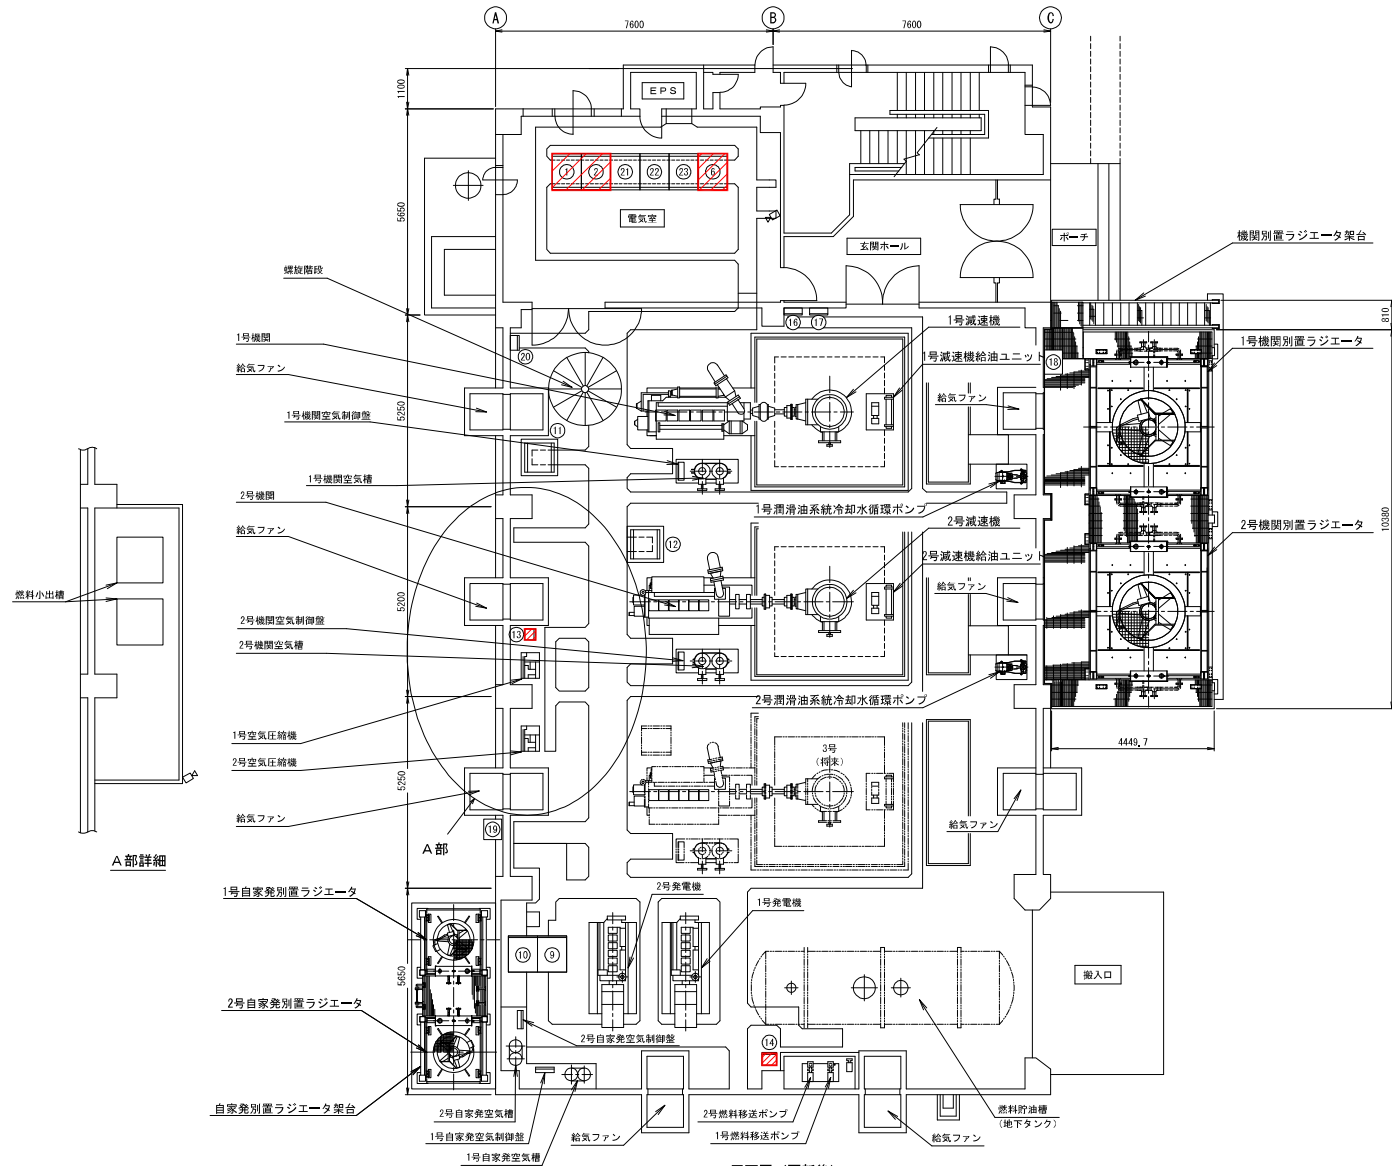 A
B
C
7600
7600
1100
EPS
5650
1
2
21
22
23
6
電気室
玄関ホール
ポーチ
機関別置ラジエータ架台
螺旋階段
16
17
1号減速機
810
1号機関
20
1号減速機給油ユニット
18
1号機関別置ラジエータ
給気ファン
給気ファン
5250
1号機関空気制御盤
11
1号機関空気槽
2号機関
1号潤滑油系統冷却水循環ポンプ
2号減速機
2号機関別置ラジエータ
10380
給気ファン
12
2号減速機給油ユニット
給気ファン
燃料小出槽
5200
2号機関空気制御盤
13
2号機関空気槽
2号潤滑油系統冷却水循環ポンプ
1号空気圧縮機
4449.7
2号空気圧縮機
3号
(将来)
5250
給気ファン
給気ファン
19
A部
A部詳細
1号自家発別置ラジエータ
2号発電機
1号発電機
10
9
5650
搬入口
2号自家発別置ラジエータ
2号自家発空気制御盤
14
自家発別置ラジエータ架台
2号自家発空気槽
2号燃料移送ポンプ
燃料貯油槽
(地下タンク)
1号自家発空気制御盤
給気ファン
1号燃料移送ポンプ
給気ファン
1号自家発空気槽